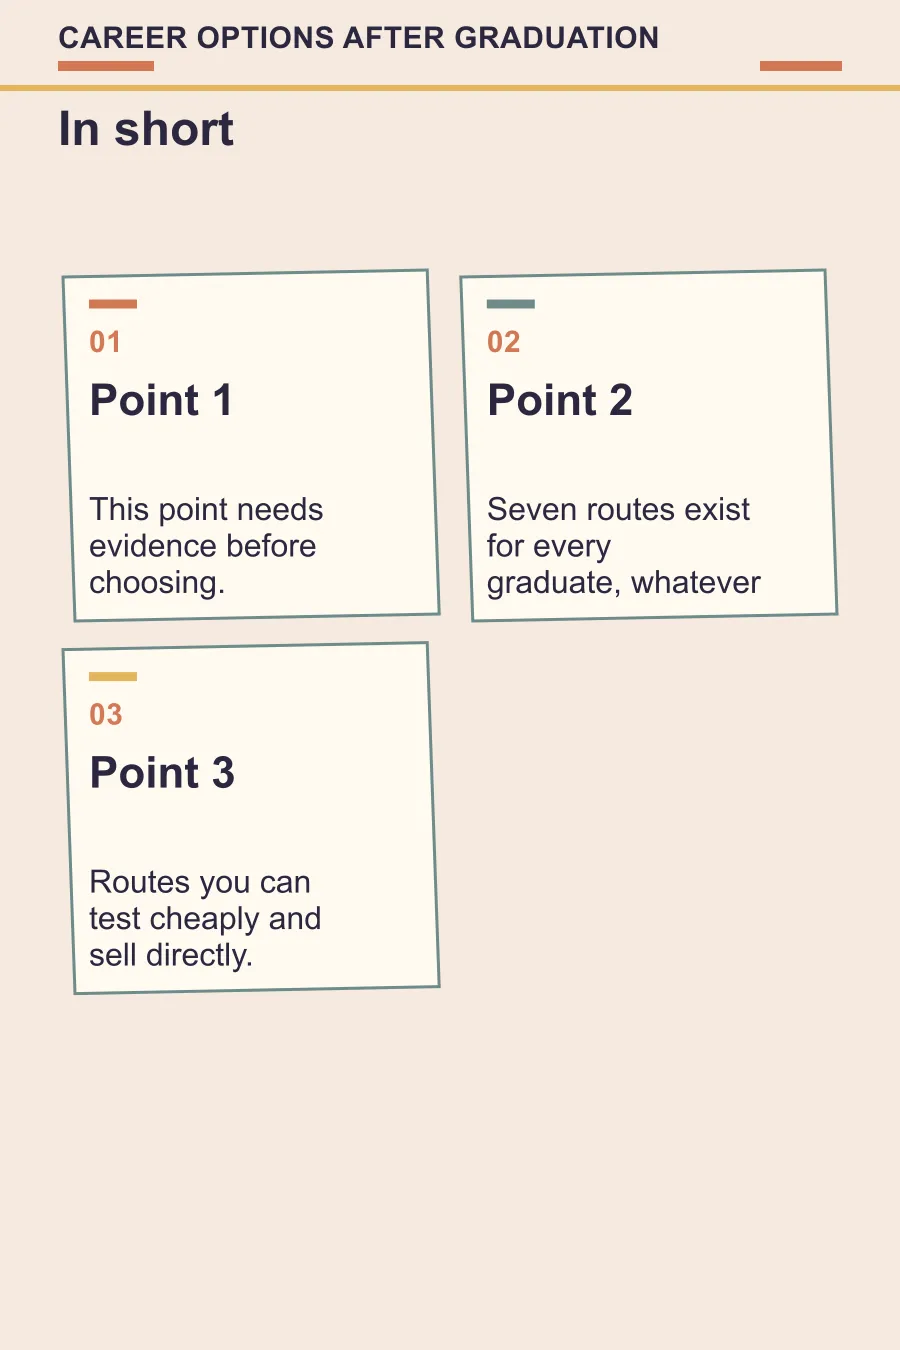 CAREER OPTIONS AFTER GRADUATION
In short
01
Point 1
This point needs
evidence before
choosing.
02
Point 2
Seven routes exist
for every
graduate, whatever
03
Point 3
Routes you can
test cheaply and
sell directly.